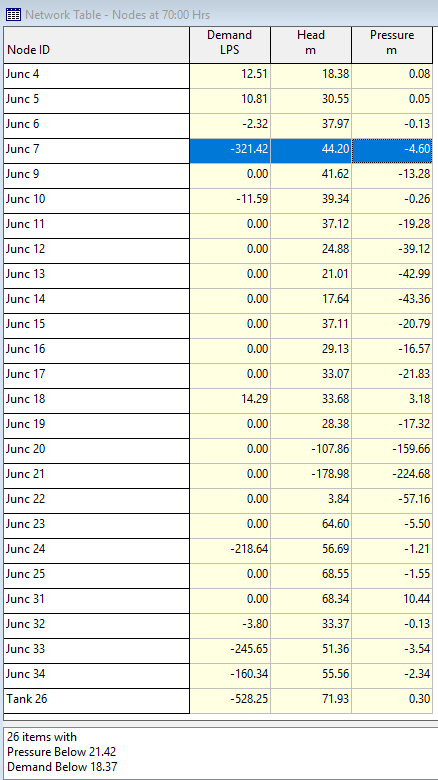 Network Table - Nodes at 70:00 Hrs
Node ID Demand LPS Head m Pressure m
Junc 4 12.51 18.38 0.08
Junc 5 10.81 30.55 0.05
Junc 6 -2.32 37.97 -0.13
Junc 7 -321.42 44.20 -4.60
Junc 9 0.00 41.62 -13.28
Junc 10 -11.59 39.34 -0.26
Junc 11 0.00 37.12 -19.28
Junc 12 0.00 24.88 -39.12
Junc 13 0.00 21.01 -42.99
Junc 14 0.00 17.64 -43.36
Junc 15 0.00 37.11 -20.79
Junc 16 0.00 29.13 -16.57
Junc 17 0.00 33.07 -21.83
Junc 18 14.29 33.68 3.18
Junc 19 0.00 28.38 -17.32
Junc 20 0.00 -107.86 -159.66
Junc 21 0.00 -178.98 -224.68
Junc 22 0.00 3.84 -57.16
Junc 23 0.00 64.60 -5.50
Junc 24 -218.64 56.69 -1.21
Junc 25 0.00 68.55 -1.55
Junc 31 0.00 68.34 10.44
Junc 32 -3.80 33.37 -0.13
Junc 33 -245.65 51.36 -3.54
Junc 34 -160.34 55.56 -2.34
Tank 26 -528.25 71.93 0.30
26 items with
Pressure Below 21.42
Demand Below 18.37